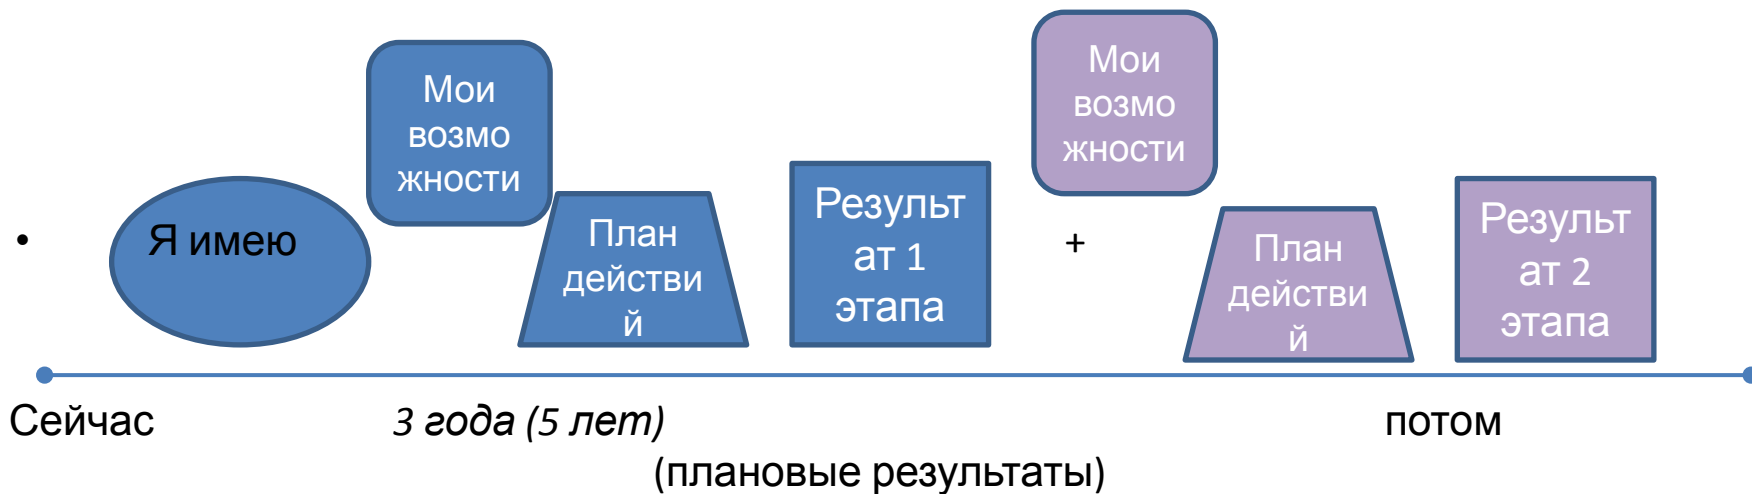 Мои
возмо
жности
Мои
возмо
жности
• Я имею
План
действи
й
Результ
ат 1
этапа
+
План
действи
й
Результ
ат 2
этапа
Сейчас 3 года (5 лет) потом
(плановые результаты)